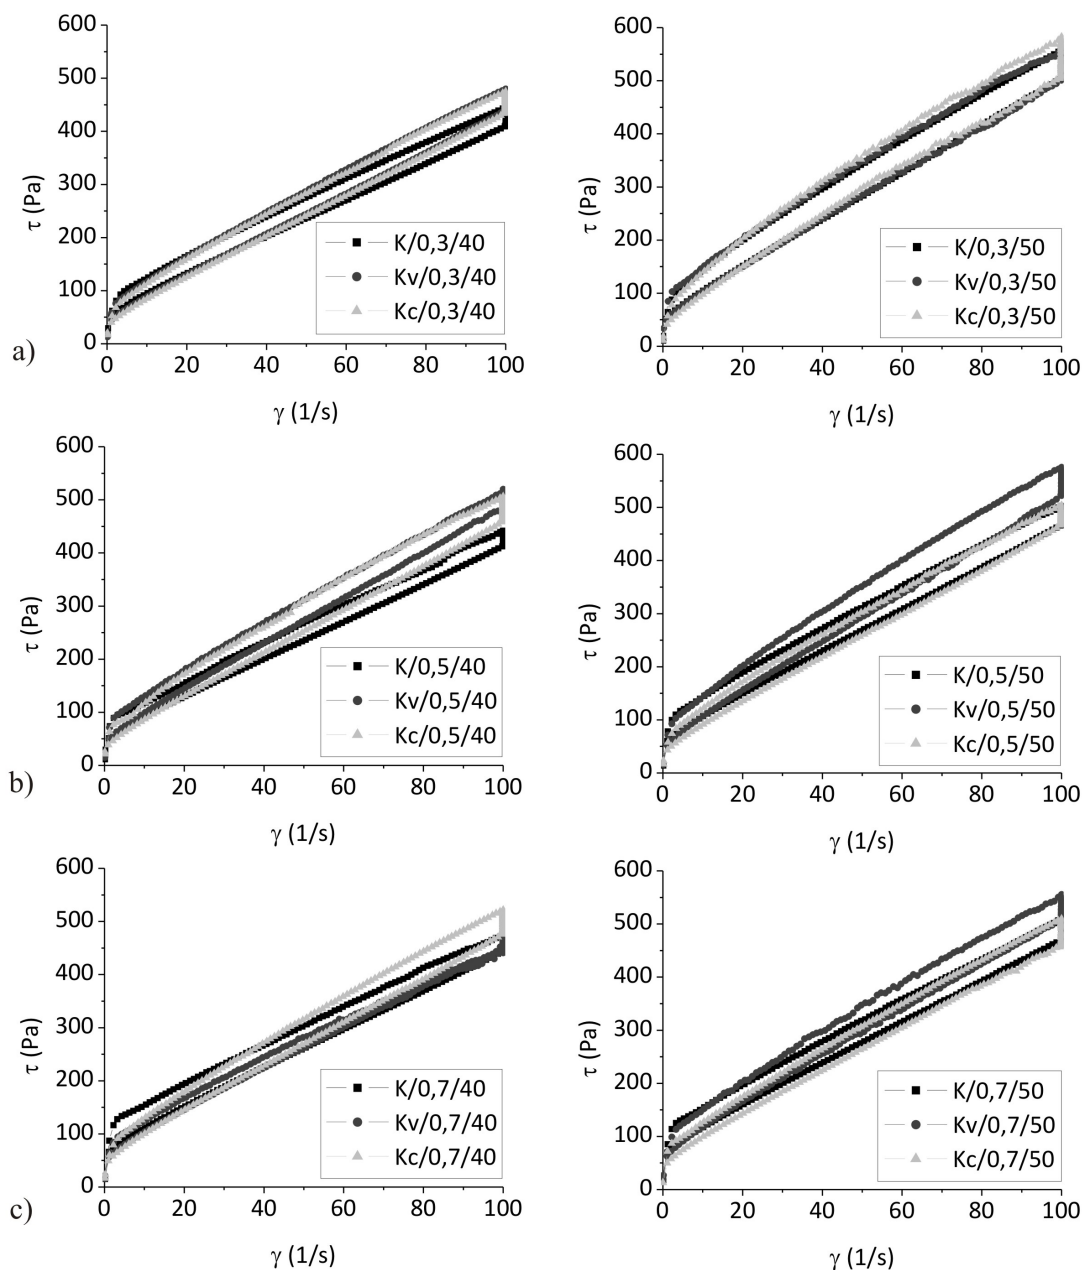 600
500
400
300
200
100
0
τ (Pa)
0 20 40 60 80 100
γ (1/s)
K/0,3/40
Kv/0,3/40
Kc/0,3/40
a)
600
500
400
300
200
100
0
τ (Pa)
0 20 40 60 80 100
γ (1/s)
K/0,3/50
Kv/0,3/50
Kc/0,3/50
600
500
400
300
200
100
0
τ (Pa)
0 20 40 60 80 100
γ (1/s)
K/0,5/40
Kv/0,5/40
Kc/0,5/40
b)
600
500
400
300
200
100
0
τ (Pa)
0 20 40 60 80 100
γ (1/s)
K/0,5/50
Kv/0,5/50
Kc/0,5/50
600
500
400
300
200
100
0
τ (Pa)
0 20 40 60 80 100
γ (1/s)
K/0,7/40
Kv/0,7/40
Kc/0,7/40
c)
600
500
400
300
200
100
0
τ (Pa)
0 20 40 60 80 100
γ (1/s)
K/0,7/50
Kv/0,7/50
Kc/0,7/50